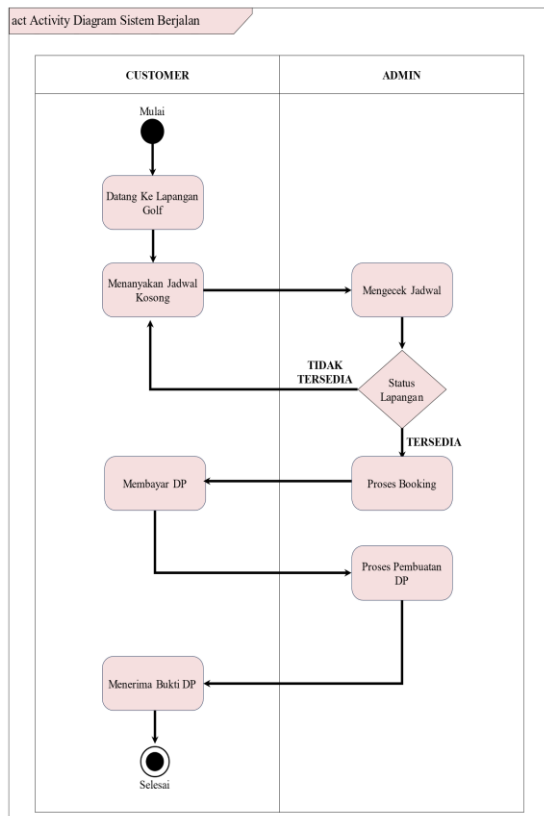 act Activity Diagram Sistem Berjalan
CUSTOMER
ADMIN
Mulai
Datang Ke Lapangan
Golf
Menanyakan Jadwal
Kosong
Mengecek Jadwal
TIDAK
TERSEDIA
Status
Lapangan
TERSEDIA
Membayar DP
Proses Booking
Proses Pembuatan
DP
Menerima Bukti DP
Selesai